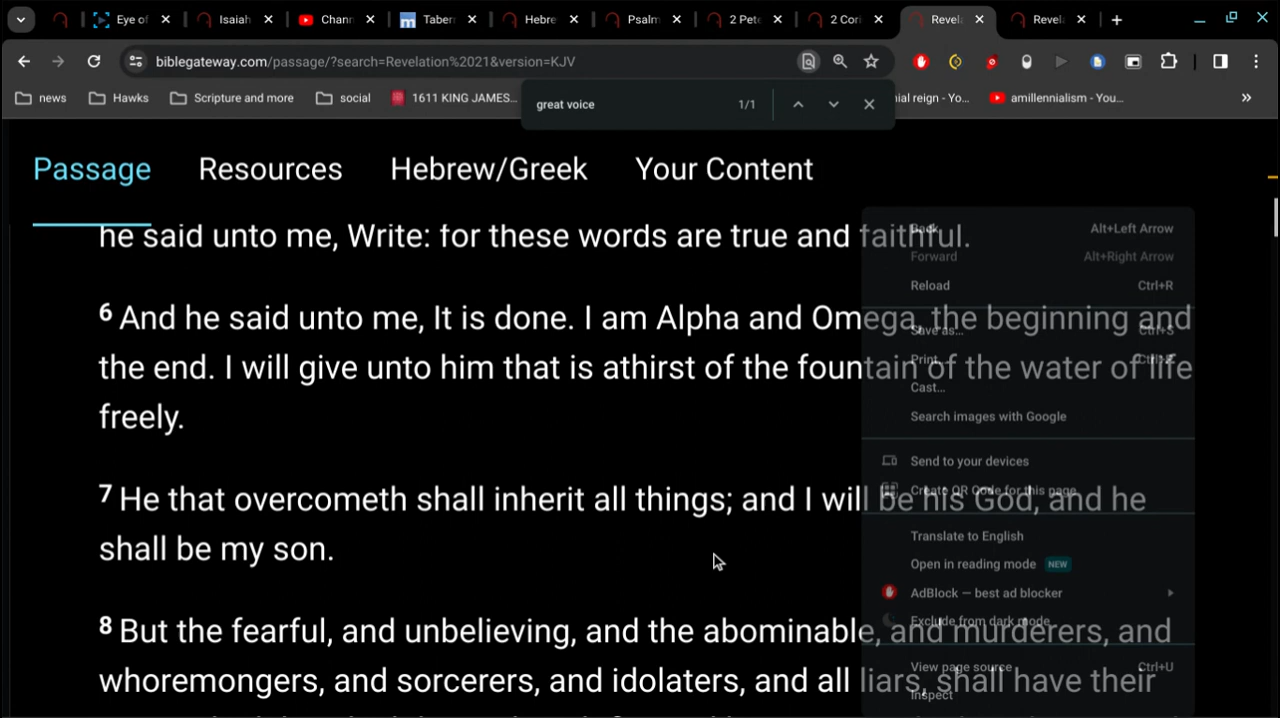 Eye of
Isaiah
Chann
Taber
Hebre
Psalm
2 Pet
2 Cori
Revel
Revel
biblegateway.com/passage/?search=Revelation%2021&version=KJV
news
Hawks
Scripture and more
social
1611 KING JAMES...
nial reign - Yo...
amillennialism - You...
great voice
1/1
Passage
Resources
Hebrew/Greek
Your Content
he said unto me, Write: for these words are true and faithful.
6 And he said unto me, It is done. I am Alpha and Omega, the beginning and
the end. I will give unto him that is athirst of the fountain of the water of life
freely.
7 He that overcometh shall inherit all things; and I will be his God, and he
shall be my son.
8 But the fearful, and unbelieving, and the abominable, and murderers, and
whoremongers, and sorcerers, and idolaters, and all liars, shall have their
Back Alt+Left Arrow
Forward Alt+Right Arrow
Reload Ctrl+R
Save as... Ctrl+S
Print... Ctrl+P
Cast...
Search images with Google
Send to your devices
Create QR Code for this page
Translate to English
Open in reading mode NEW
AdBlock — best ad blocker
Exclude from dark mode
View page source Ctrl+U
Inspect